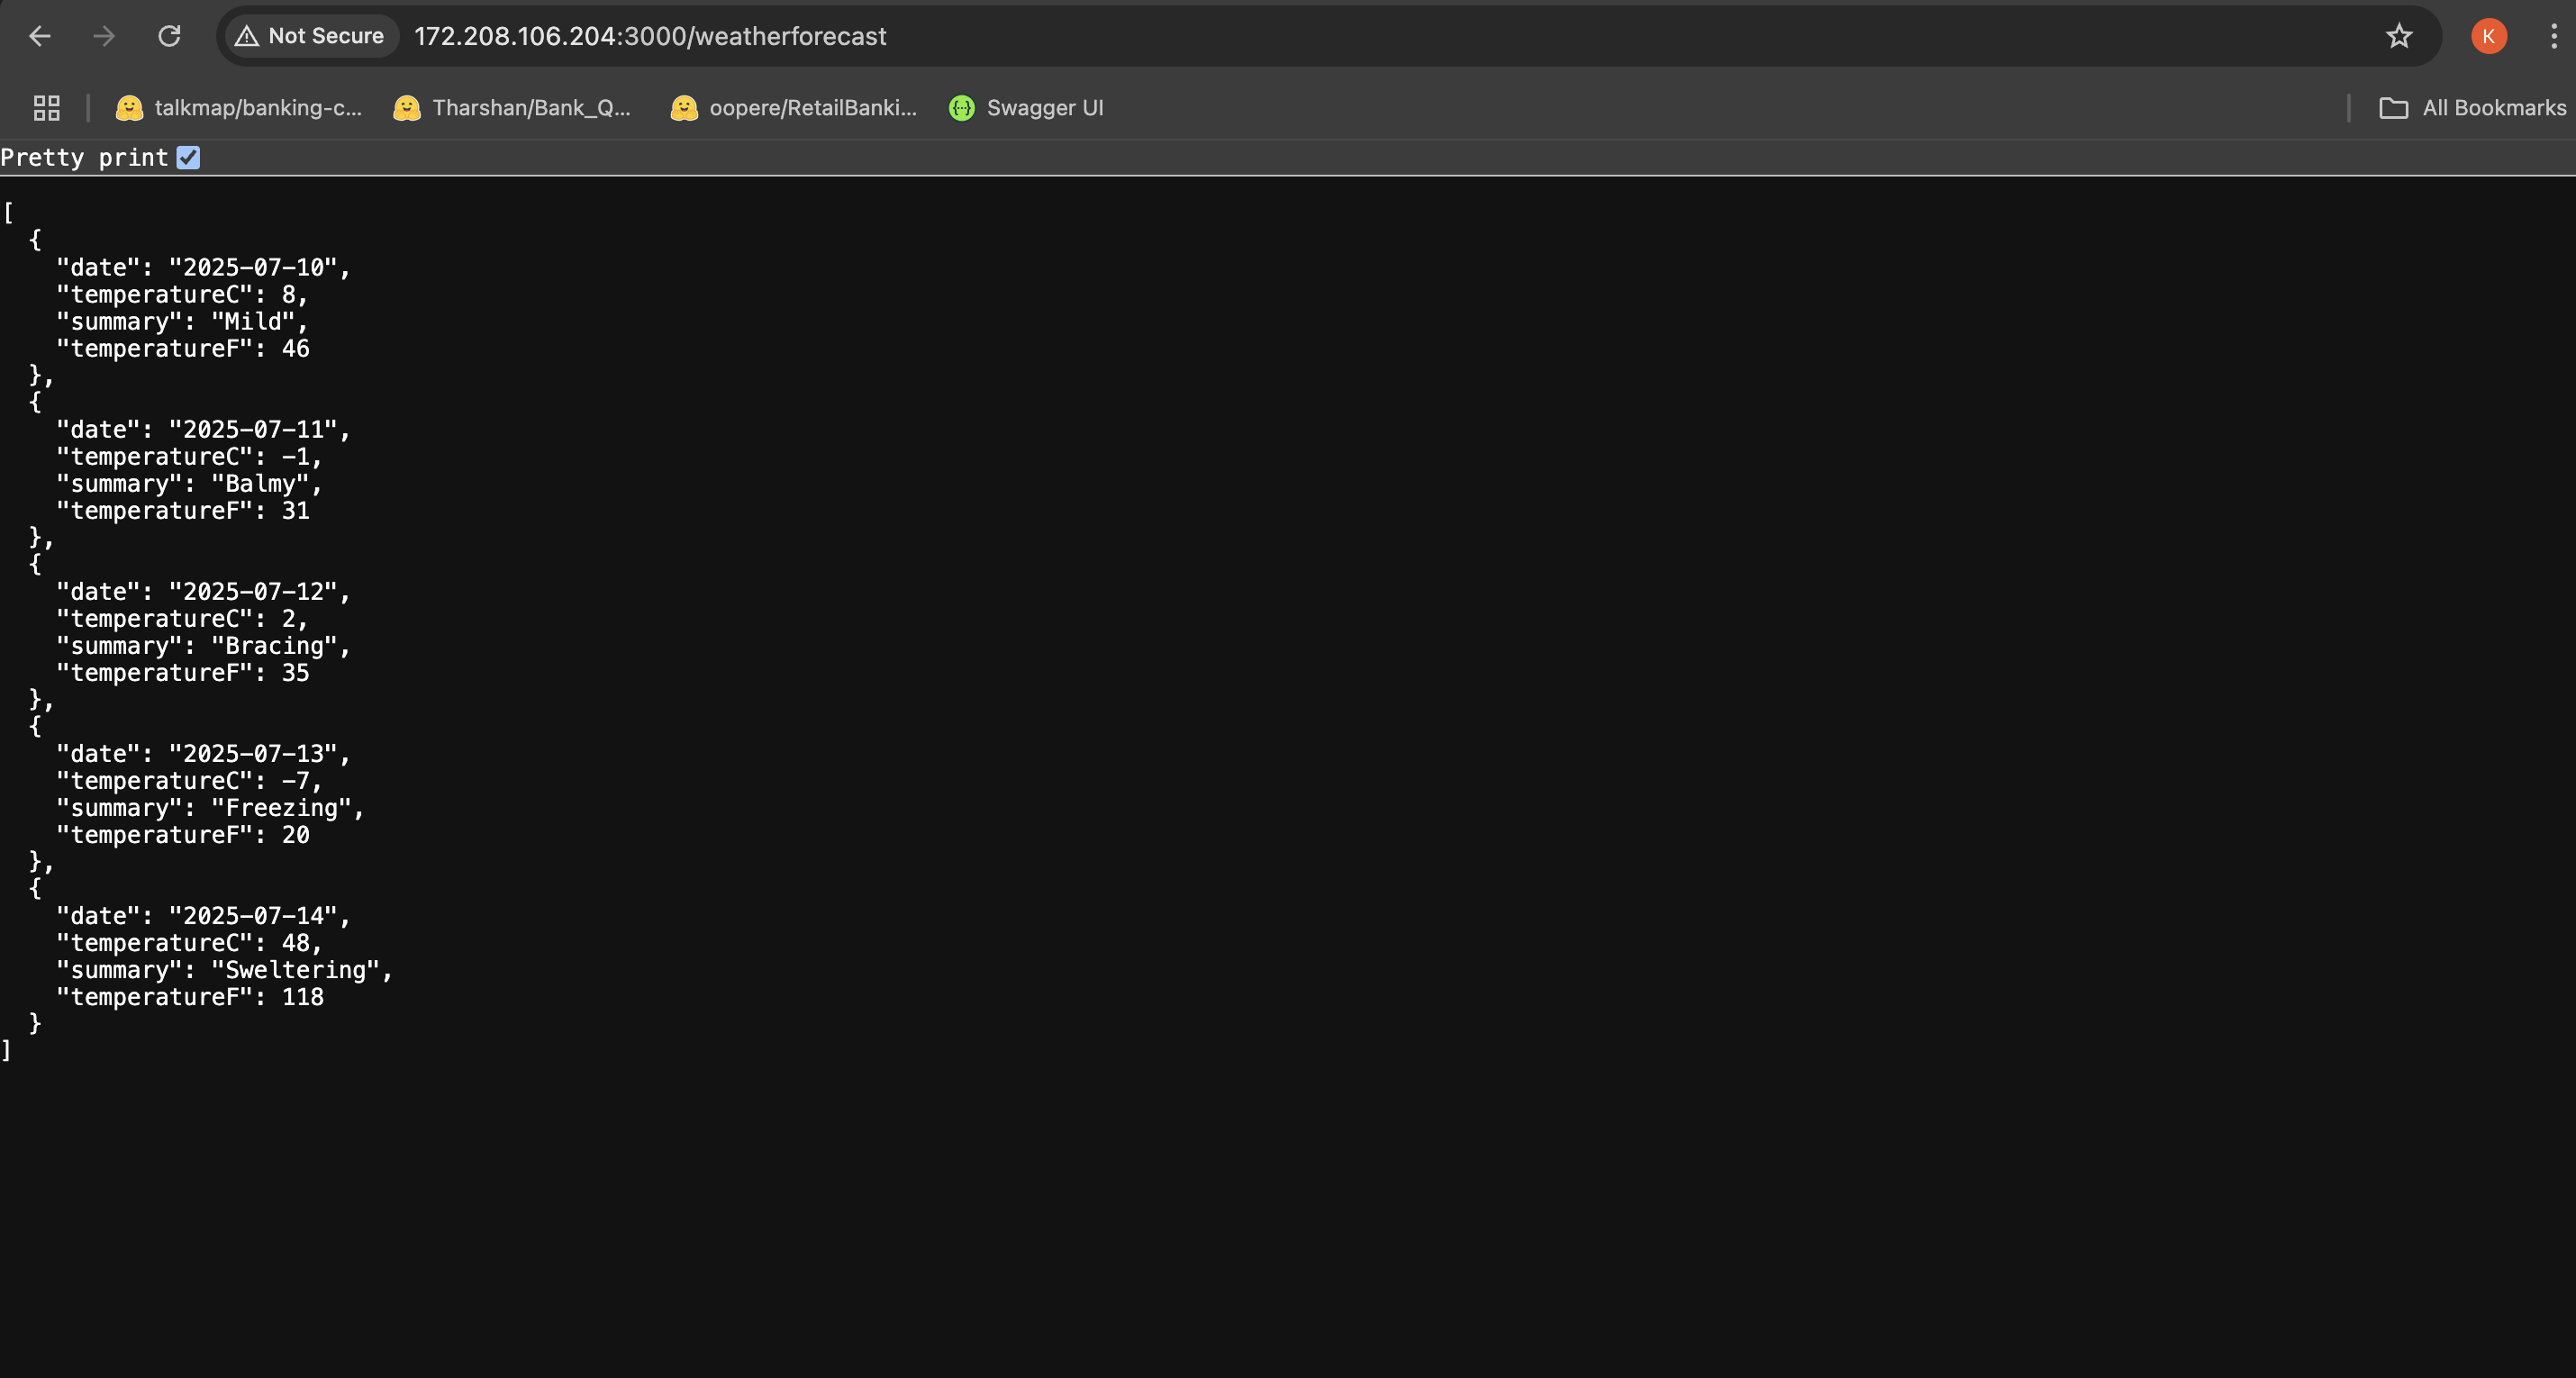 Not Secure 172.208.106.204:3000/weatherforecast K
talkmap/banking-c... Tharshan/Bank_Q... oopere/RetailBanki... Swagger UI All Bookmarks
Pretty print
[
  {
    "date": "2025-07-10",
    "temperatureC": 8,
    "summary": "Mild",
    "temperatureF": 46
  },
  {
    "date": "2025-07-11",
    "temperatureC": -1,
    "summary": "Balmy",
    "temperatureF": 31
  },
  {
    "date": "2025-07-12",
    "temperatureC": 2,
    "summary": "Bracing",
    "temperatureF": 35
  },
  {
    "date": "2025-07-13",
    "temperatureC": -7,
    "summary": "Freezing",
    "temperatureF": 20
  },
  {
    "date": "2025-07-14",
    "temperatureC": 48,
    "summary": "Sweltering",
    "temperatureF": 118
  }
]